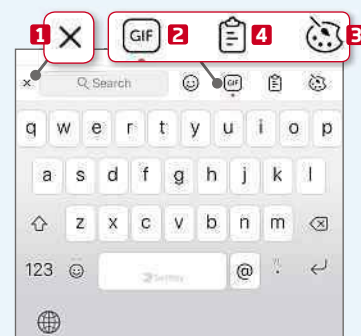 1 GIF 2 4 3
Search GIF
q w e r t y u i o p
a s d f g h j k l
z x c v b n m
123 @